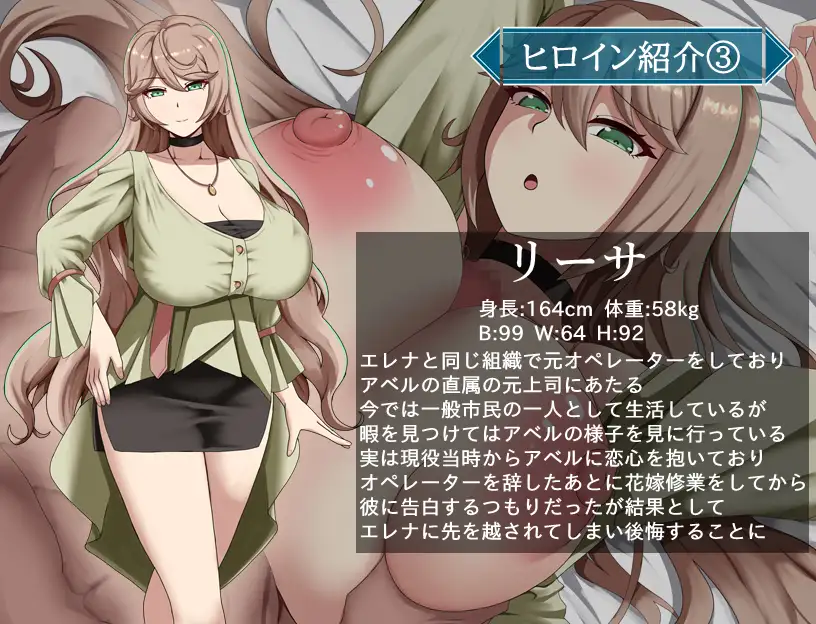 ヒロイン紹介③
リーサ
身長:164cm 体重:58kg
B:99 W:64 H:92
エレナと同じ組織で元オペレーターをしており
アベルの直属の元上司にあたる
今では一般市民の一人として生活しているが
暇を見つけてはアベルの様子を見に行っている
実は現役当時からアベルに恋心を抱いており
オペレーターを辞したあとに花嫁修業をしてから
彼に告白するつもりだったが結果として
エレナに先を越されてしまい後悔することに